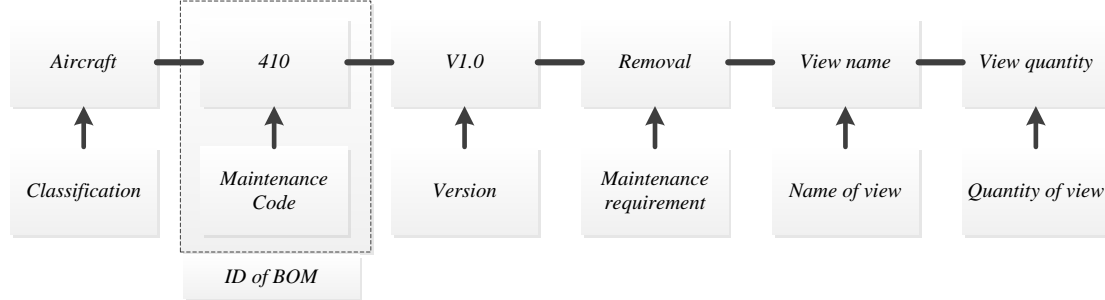 Aircraft
410
V1.0
Removal
View name
View quantity
Classification
Maintenance
Code
Version
Maintenance
requirement
Name of view
Quantity of view
ID of BOM